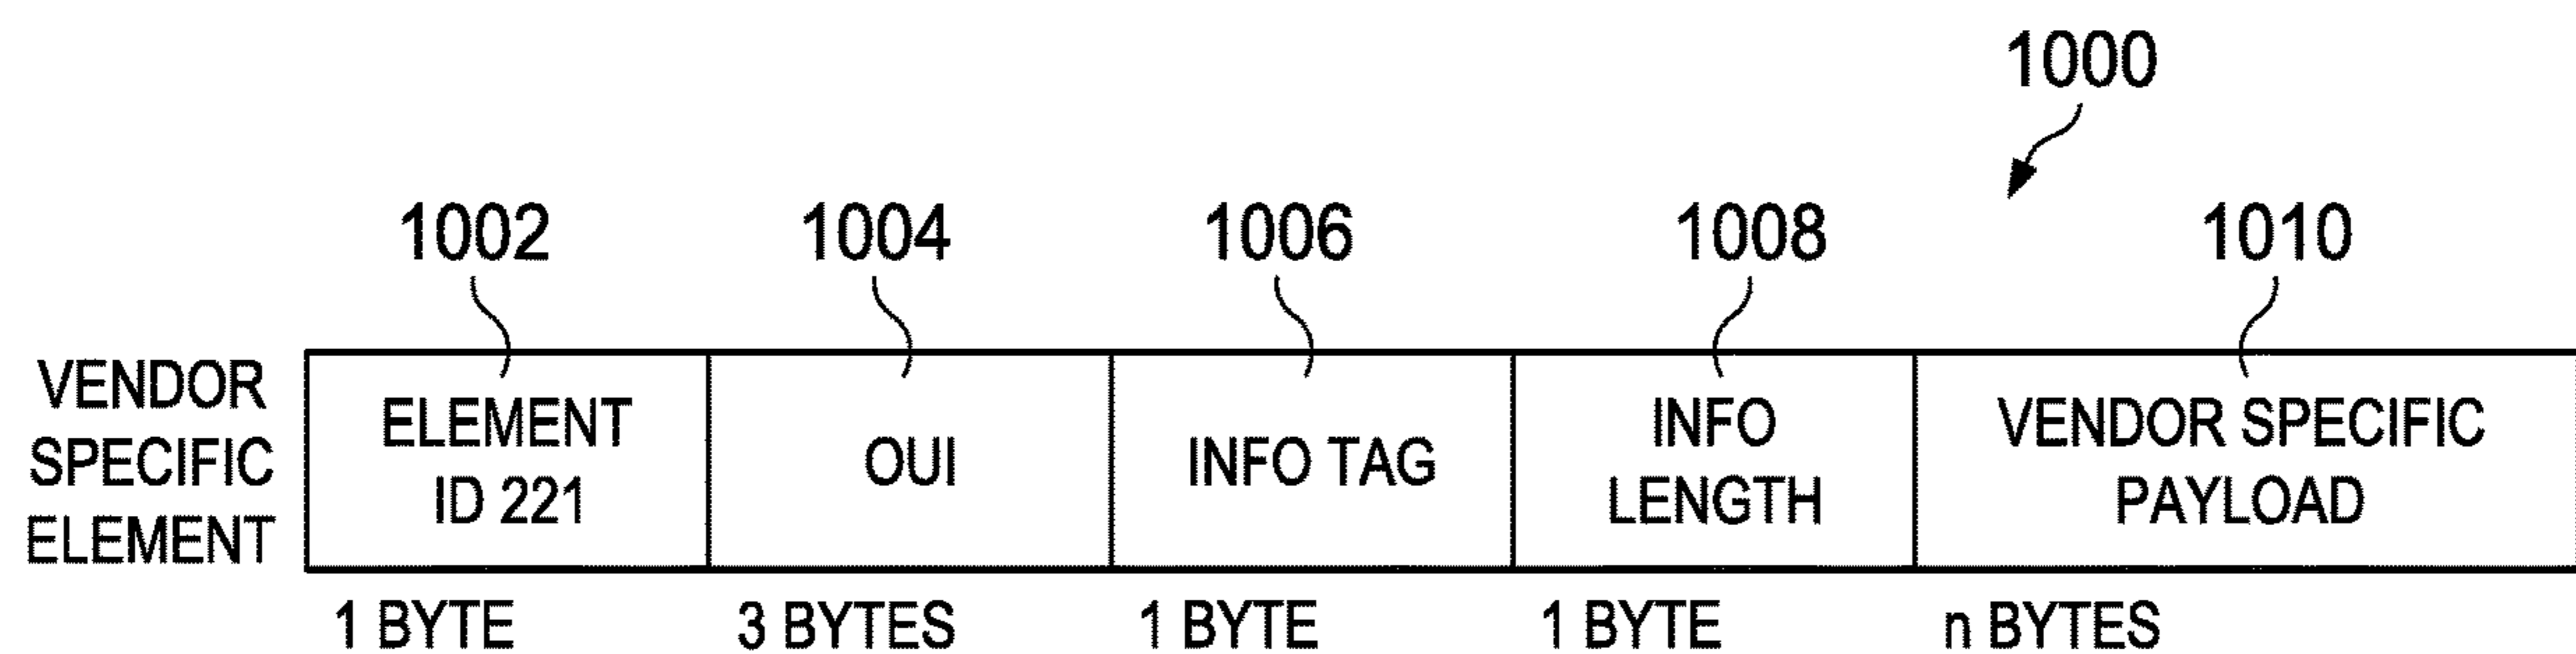 1000
1002
1004
1006
1008
1010
VENDOR
SPECIFIC
ELEMENT
ELEMENT
ID 221
OUI
INFO TAG
INFO
LENGTH
VENDOR SPECIFIC
PAYLOAD
1 BYTE
3 BYTES
1 BYTE
1 BYTE
n BYTES